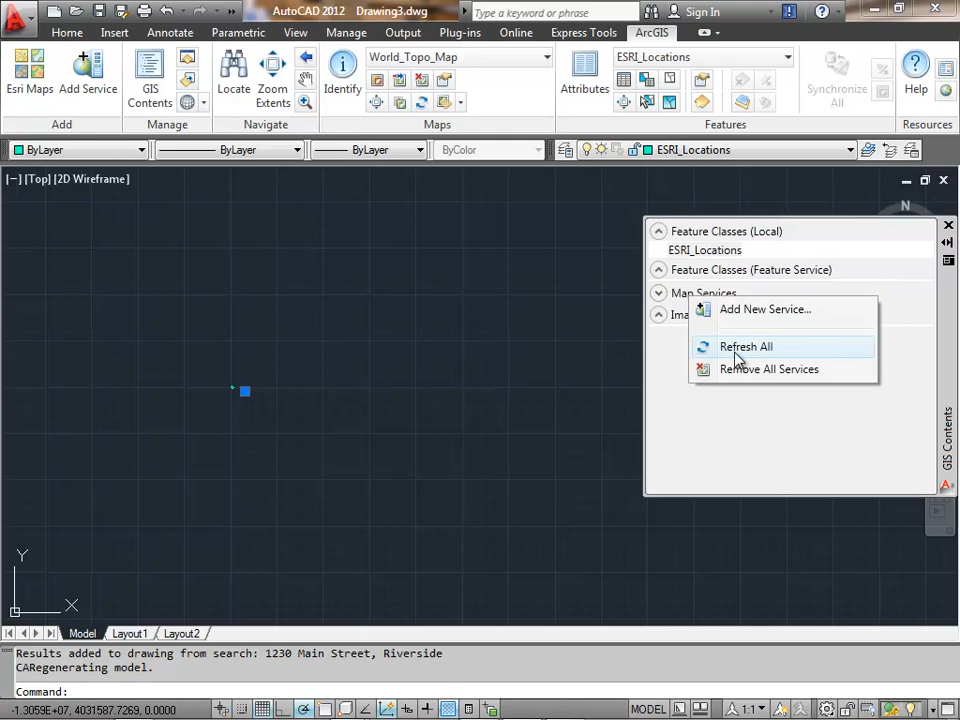 AutoCAD 2012 Drawing3.dwg
Type a keyword or phrase
Sign In
Home Insert Annotate Parametric View Manage Output Plug-ins Online Express Tools ArcGIS
World_Topo_Map
ESRI_Locations
Esri Maps Add Service
GIS
Contents
Locate Zoom
Extents
Identify
Attributes
Synchronize
All
Help
Add Manage Navigate Maps Features Resources
ByLayer ByLayer ByLayer ByColor ESRI_Locations
[−] [Top] [2D Wireframe]
N
Feature Classes (Local)
ESRI_Locations
Feature Classes (Feature Service)
Map Services
Ima
Add New Service...
Refresh All
Remove All Services
GIS Contents
Y
X
Model Layout1 Layout2
Results added to drawing from search: 1230 Main Street, Riverside
CARegenerating model.
Command:
-1.3059E+07, 4031587.7269, 0.0000
MODEL
1:1